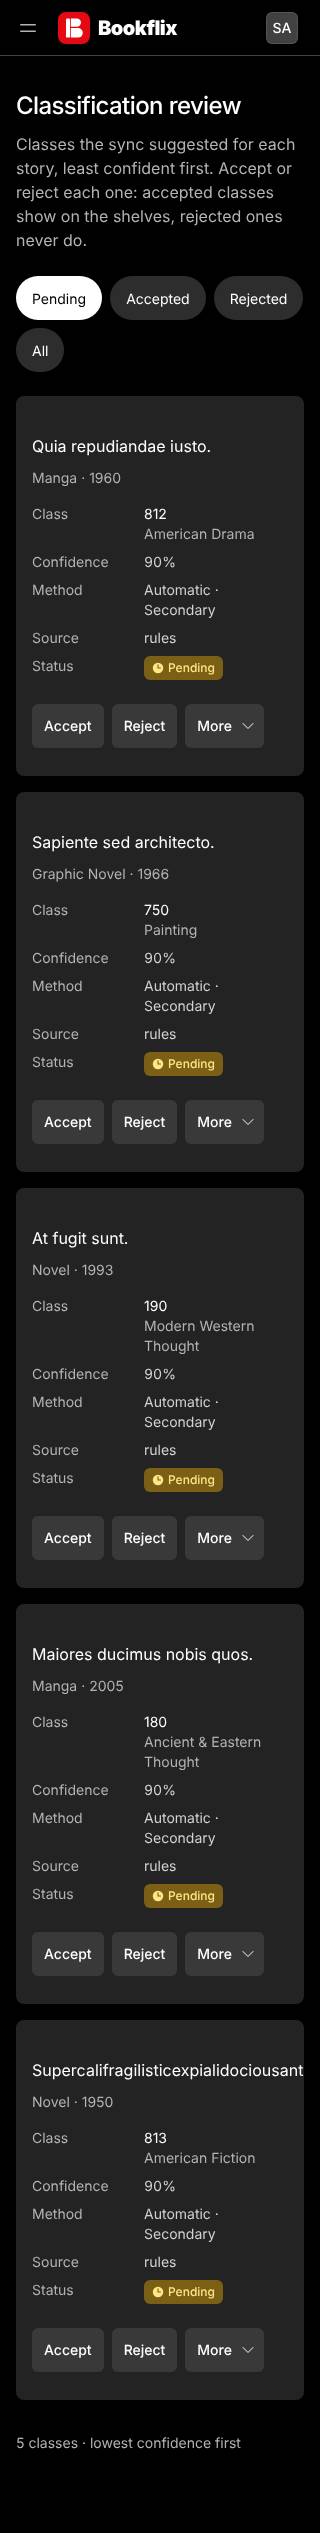 Bookflix
SA
Classification review
Classes the sync suggested for each
story, least confident first. Accept or
reject each one: accepted classes
show on the shelves, rejected ones
never do.
Pending
Accepted
Rejected
All
Quia repudiandae iusto.
Manga · 1960
Class 812
American Drama
Confidence 90%
Method Automatic ·
Secondary
Source rules
Status Pending
Accept Reject More
Sapiente sed architecto.
Graphic Novel · 1966
Class 750
Painting
Confidence 90%
Method Automatic ·
Secondary
Source rules
Status Pending
Accept Reject More
At fugit sunt.
Novel · 1993
Class 190
Modern Western
Thought
Confidence 90%
Method Automatic ·
Secondary
Source rules
Status Pending
Accept Reject More
Maiores ducimus nobis quos.
Manga · 2005
Class 180
Ancient & Eastern
Thought
Confidence 90%
Method Automatic ·
Secondary
Source rules
Status Pending
Accept Reject More
Supercalifragilisticexpialidociousant
Novel · 1950
Class 813
American Fiction
Confidence 90%
Method Automatic ·
Secondary
Source rules
Status Pending
Accept Reject More
5 classes · lowest confidence first